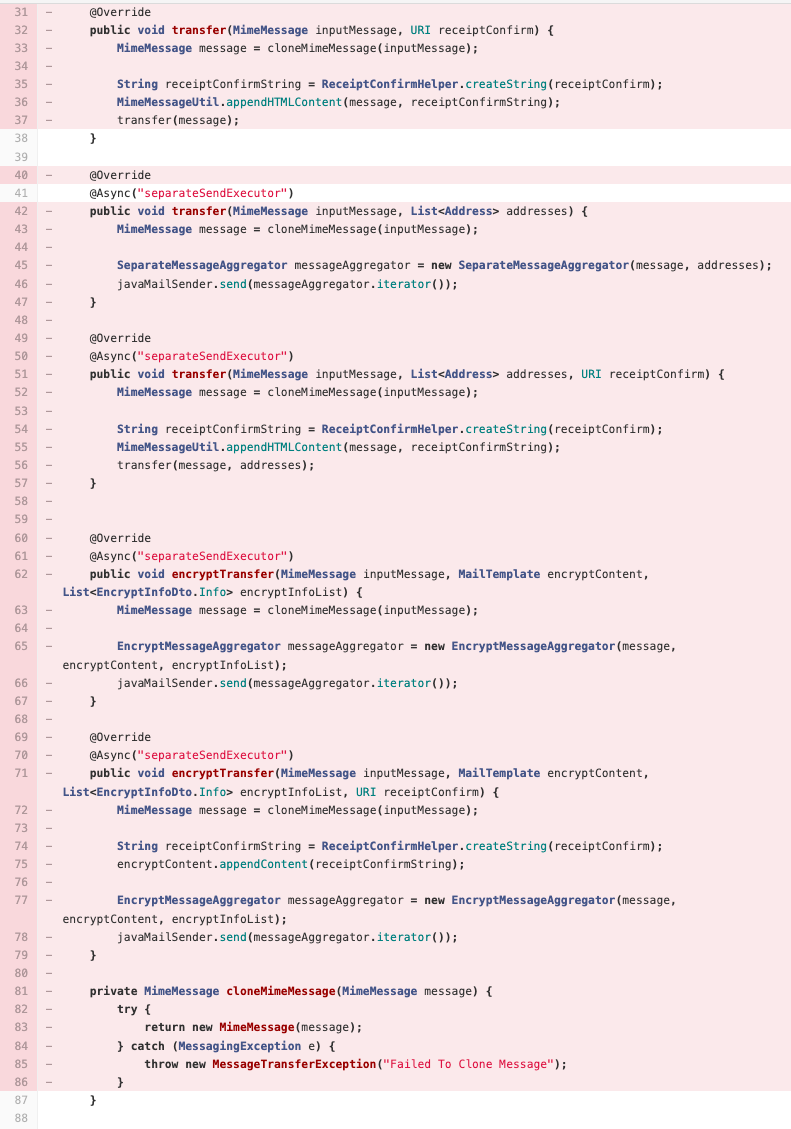 31 -     @Override
32 -     public void transfer(MimeMessage inputMessage, URI receiptConfirm) {
33 -         MimeMessage message = cloneMimeMessage(inputMessage);
34 -
35 -         String receiptConfirmString = ReceiptConfirmHelper.createString(receiptConfirm);
36 -         MimeMessageUtil.appendHTMLContent(message, receiptConfirmString);
37 -         transfer(message);
38       }
39
40 -     @Override
41       @Async("separateSendExecutor")
42 -     public void transfer(MimeMessage inputMessage, List<Address> addresses) {
43 -         MimeMessage message = cloneMimeMessage(inputMessage);
44 -
45 -         SeparateMessageAggregator messageAggregator = new SeparateMessageAggregator(message, addresses);
46 -         javaMailSender.send(messageAggregator.iterator());
47 -     }
48 -
49 -     @Override
50 -     @Async("separateSendExecutor")
51 -     public void transfer(MimeMessage inputMessage, List<Address> addresses, URI receiptConfirm) {
52 -         MimeMessage message = cloneMimeMessage(inputMessage);
53 -
54 -         String receiptConfirmString = ReceiptConfirmHelper.createString(receiptConfirm);
55 -         MimeMessageUtil.appendHTMLContent(message, receiptConfirmString);
56 -         transfer(message, addresses);
57 -     }
58 -
59 -
60 -     @Override
61 -     @Async("separateSendExecutor")
62 -     public void encryptTransfer(MimeMessage inputMessage, MailTemplate encryptContent,
List<EncryptInfoDto.Info> encryptInfoList) {
63 -         MimeMessage message = cloneMimeMessage(inputMessage);
64 -
65 -         EncryptMessageAggregator messageAggregator = new EncryptMessageAggregator(message,
encryptContent, encryptInfoList);
66 -         javaMailSender.send(messageAggregator.iterator());
67 -     }
68 -
69 -     @Override
70 -     @Async("separateSendExecutor")
71 -     public void encryptTransfer(MimeMessage inputMessage, MailTemplate encryptContent,
List<EncryptInfoDto.Info> encryptInfoList, URI receiptConfirm) {
72 -         MimeMessage message = cloneMimeMessage(inputMessage);
73 -
74 -         String receiptConfirmString = ReceiptConfirmHelper.createString(receiptConfirm);
75 -         encryptContent.appendContent(receiptConfirmString);
76 -
77 -         EncryptMessageAggregator messageAggregator = new EncryptMessageAggregator(message,
encryptContent, encryptInfoList);
78 -         javaMailSender.send(messageAggregator.iterator());
79 -     }
80 -
81 -     private MimeMessage cloneMimeMessage(MimeMessage message) {
82 -         try {
83 -             return new MimeMessage(message);
84 -         } catch (MessagingException e) {
85 -             throw new MessageTransferException("Failed To Clone Message");
86 -         }
87       }
88